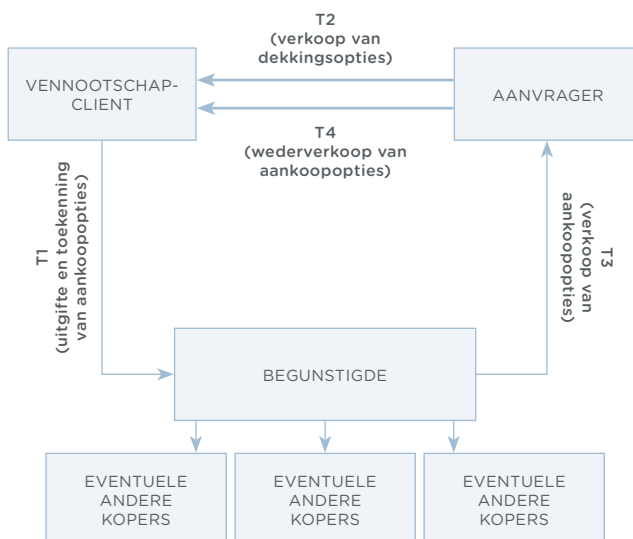 T2
(verkoop van
dekkingsopties)
VENNOOTSCHAP-
CLIENT
AANVRAGER
T4
(wederverkoop van
aankoopopties)
T1
(uitgifte en toekenning
van aankoopopties)
T3
(verkoop van
aankoopopties)
BEGUNSTIGDE
EVENTUELE
ANDERE
KOPERS
EVENTUELE
ANDERE
KOPERS
EVENTUELE
ANDERE
KOPERS